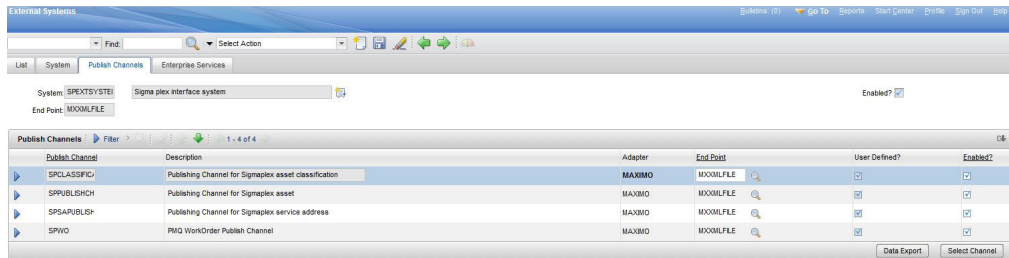 External Systems
Bulletins: (0) Go To Reports Start Center Profile Sign Out Help
Find: Select Action
List System Publish Channels Enterprise Services
System: SPEXTSYSTEI Sigma plex interface system Enabled?
End Point: MXXMLFILE
Publish Channels Filter 1 - 4 of 4
Publish Channel Description Adapter End Point User Defined? Enabled?
SPCLASSIFIC/ Publishing Channel for Sigmaplex asset classification MAXIMO MXXMLFILE
SPPUBLISHCH Publishing Channel for Sigmaplex asset MAXIMO MXXMLFILE
SPSAPUBLISH Publishing Channel for Sigmaplex service address MAXIMO MXXMLFILE
SPWO PMQ WorkOrder Publish Channel MAXIMO MXXMLFILE
Data Export Select Channel